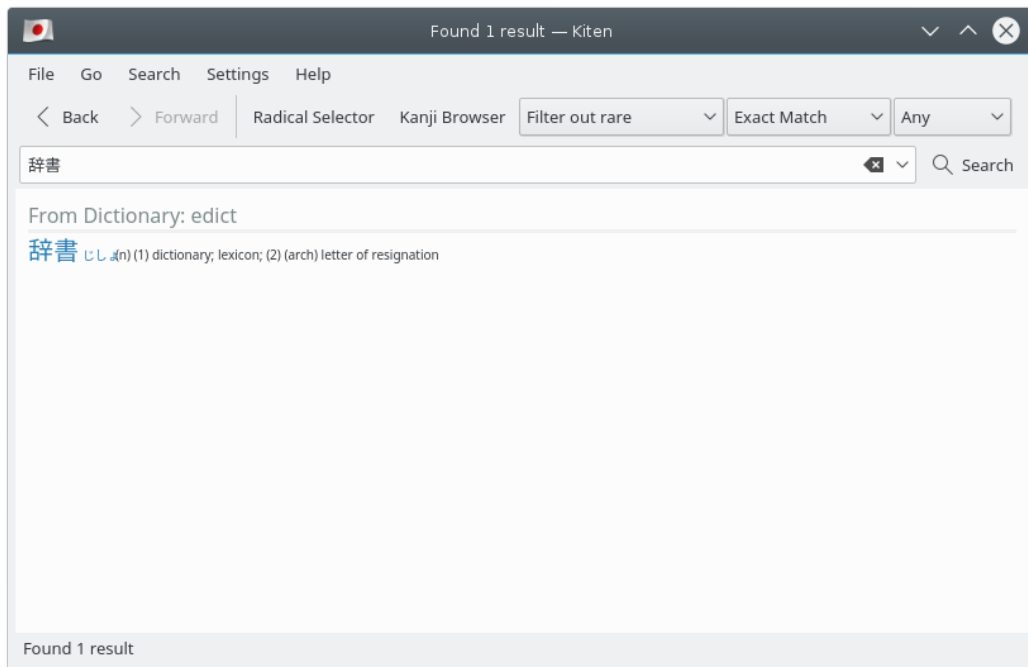 Found 1 result — Kiten
File Go Search Settings Help
Back Forward Radical Selector Kanji Browser Filter out rare Exact Match Any
辞書 Search
From Dictionary: edict
辞書 じしょ (n) (1) dictionary; lexicon; (2) (arch) letter of resignation
Found 1 result